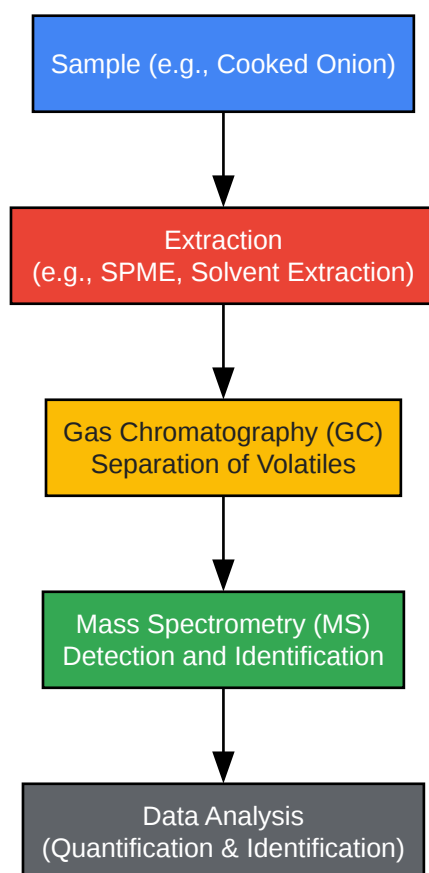 Sample (e.g., Cooked Onion)
Extraction
(e.g., SPME, Solvent Extraction)
Gas Chromatography (GC)
Separation of Volatiles
Mass Spectrometry (MS)
Detection and Identification
Data Analysis
(Quantification & Identification)